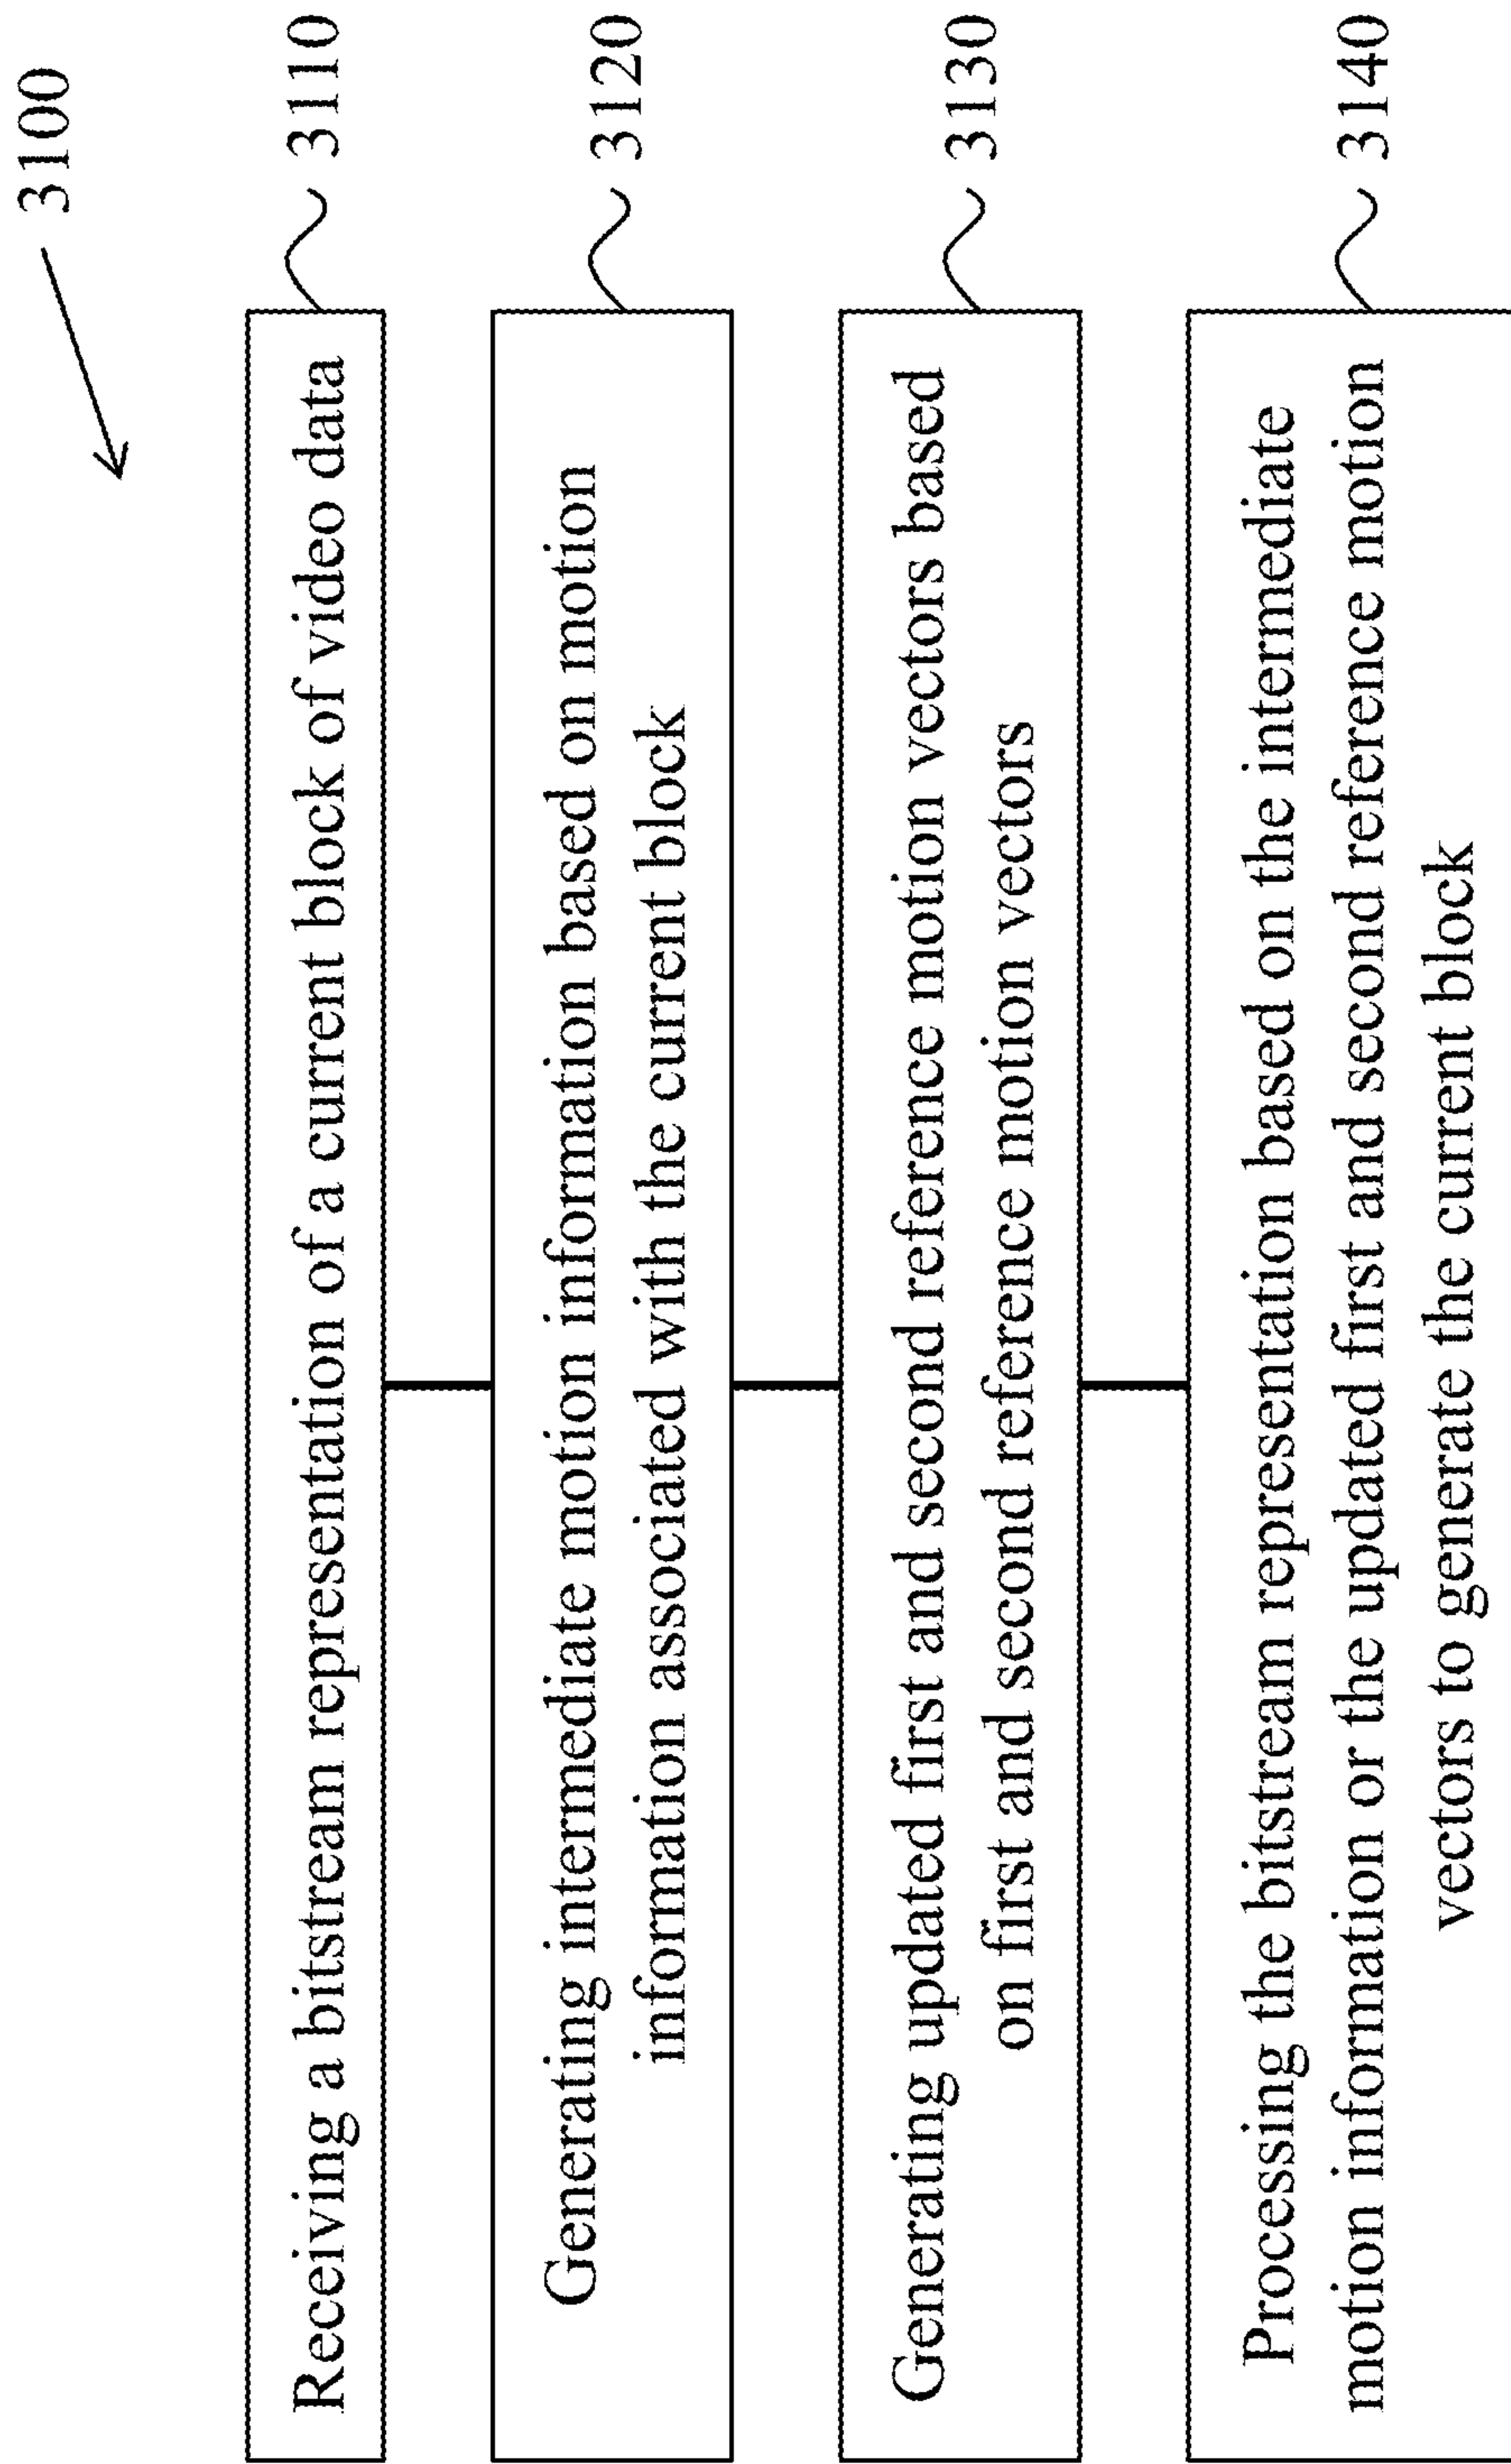 3100
Receiving a bitstream representation of a current block of video data
3110
Generating intermediate motion information based on motion
information associated with the current block
3120
Generating updated first and second reference motion vectors based
on first and second reference motion vectors
3130
Processing the bitstream representation based on the intermediate
motion information or the updated first and second reference motion
vectors to generate the current block
3140